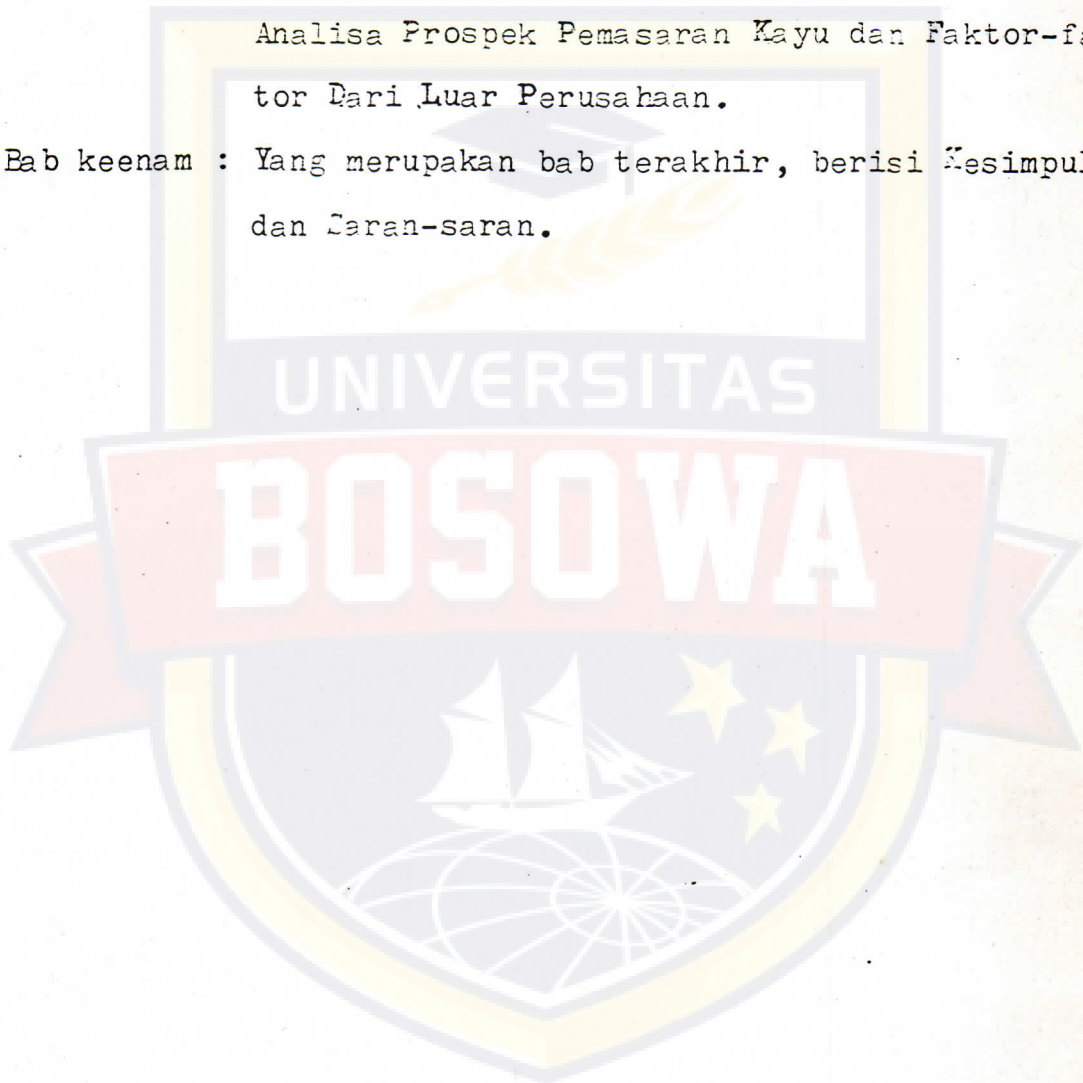 Analisa Prospek Pemasaran Kayu dan Faktor-fa
tor Dari Luar Perusahaan.
Bab keenam : Yang merupakan bab terakhir, berisi Kesimpul
dan Saran-saran.
UNIVERSITAS
BOSOWA